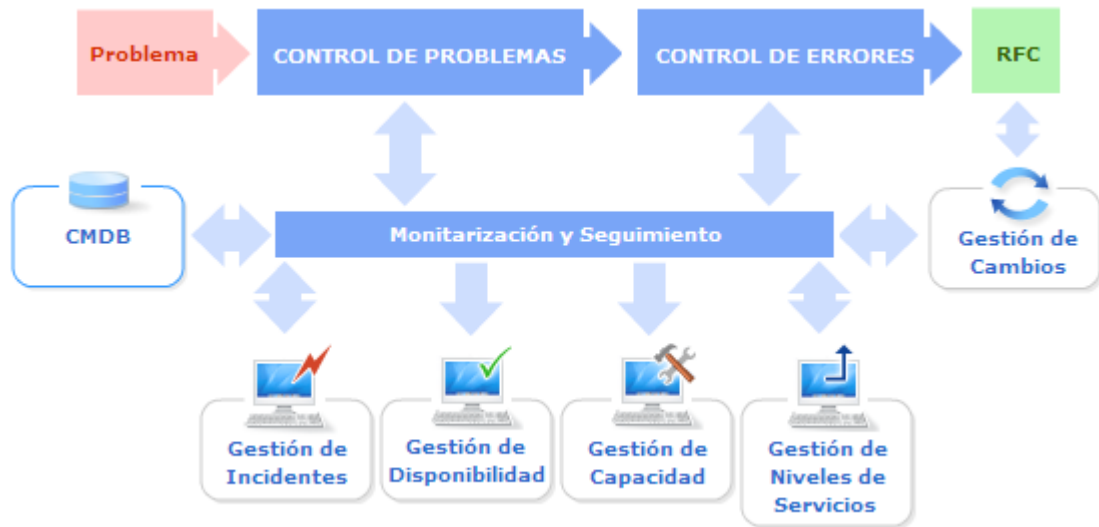 Problema
CONTROL DE PROBLEMAS
CONTROL DE ERRORES
RFC
CMDB
Monitarización y Seguimiento
Gestión de
Cambios
Gestión de
Incidentes
Gestión de
Disponibilidad
Gestión de
Capacidad
Gestión de
Niveles de
Servicios